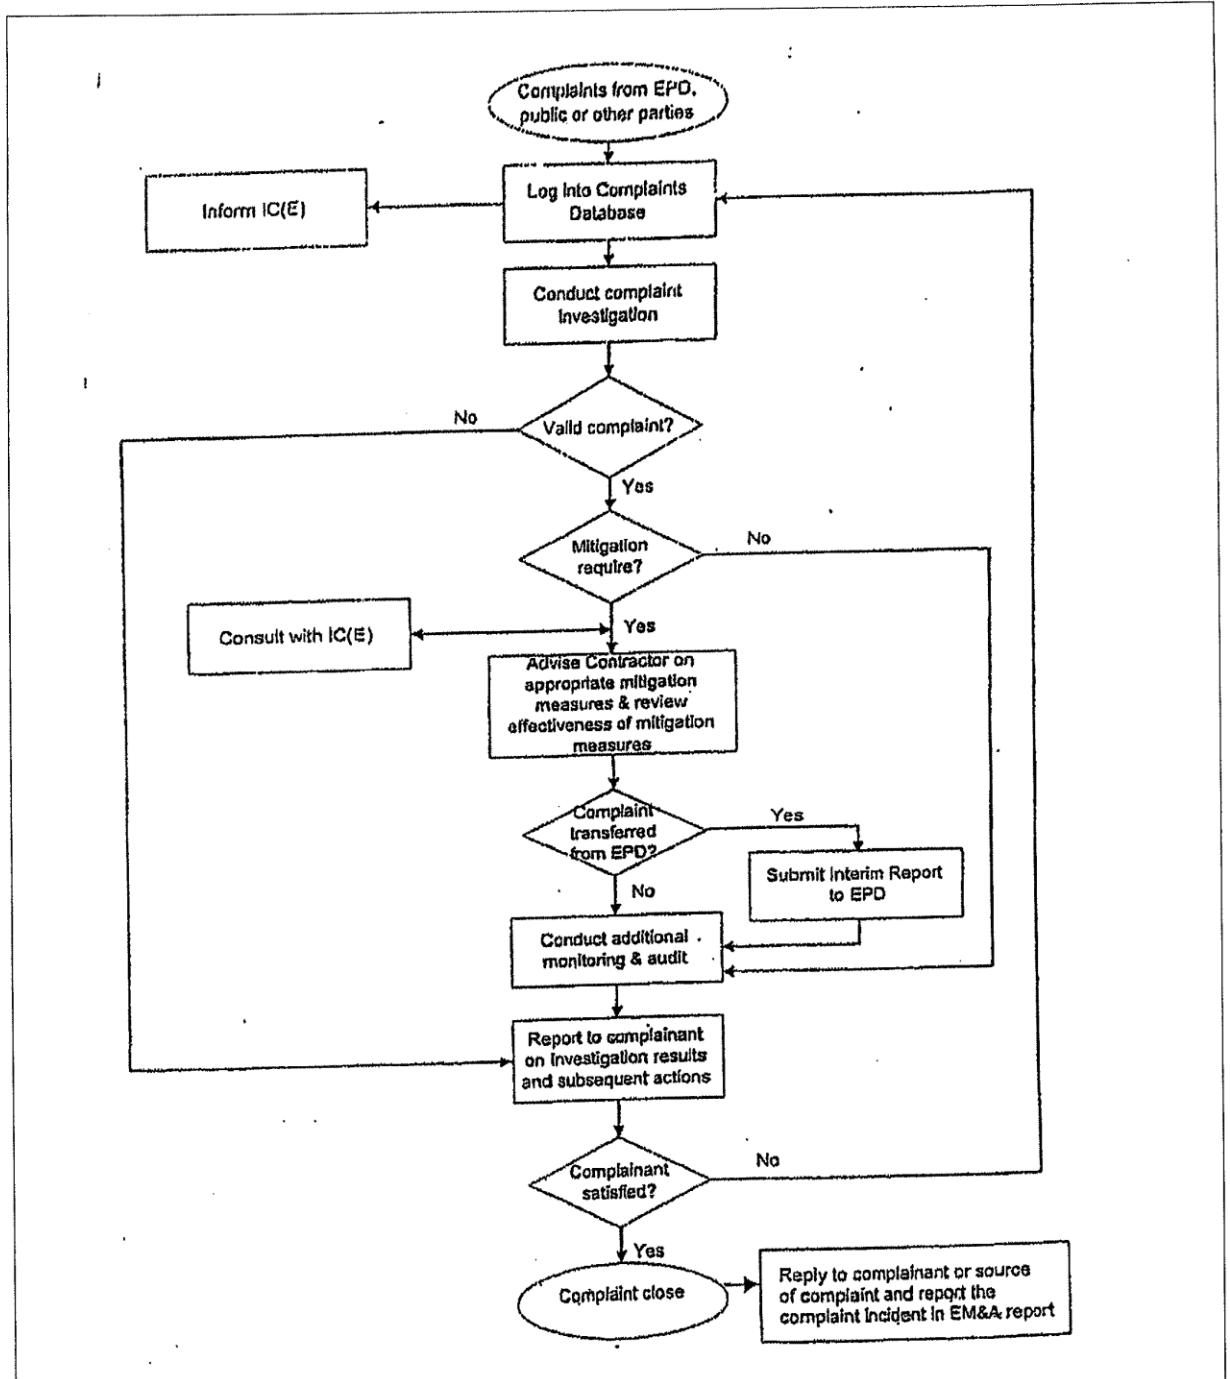 Complaints from EPD,
public or other parties
Log Into Complaints
Database
Inform IC(E)
Conduct complaint
Investigation
Valid complaint?
No
Yes
Mitigation
require?
No
Yes
Consult with IC(E)
Advise Contractor on
appropriate mitigation
measures & review
effectiveness of mitigation
measures
Complaint
transferred
from EPD?
Yes
Submit Interim Report
to EPD
No
Conduct additional
monitoring & audit
Report to complainant
on Investigation results
and subsequent actions
Complainant
satisfied?
No
Yes
Complaint close
Reply to complainant or source
of complaint and report the
complaint incident in EM&A report